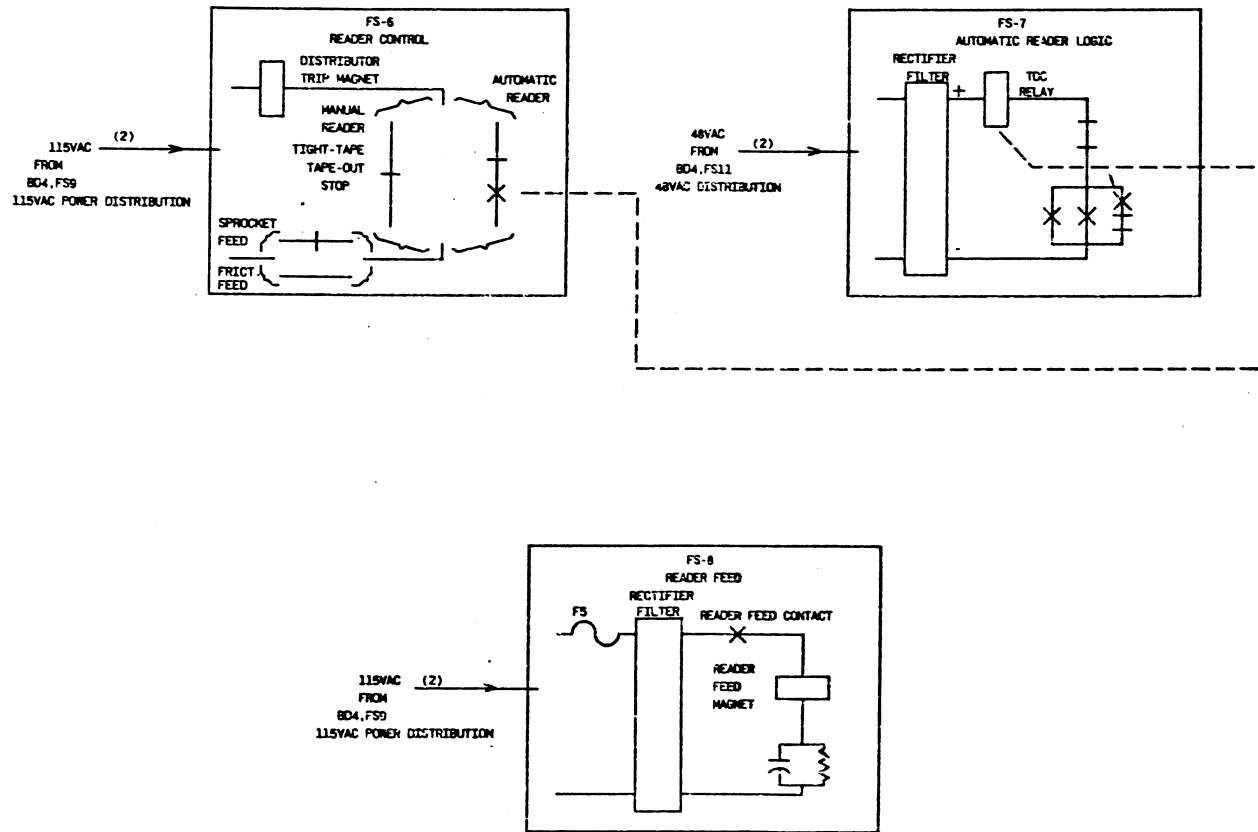 FS-6
READER CONTROL
DISTRIBUTOR
TRIP MAGNET
AUTOMATIC
READER
MANUAL
READER
TIGHT-TAPE
TAPE-OUT
STOP
115VAC (2)
FROM
BD4,FS9
115VAC POWER DISTRIBUTION
SPROCKET
FEED
FRICT.
FEED
FS-7
AUTOMATIC READER LOGIC
RECTIFIER
FILTER
+
TDC
RELAY
48VAC (2)
FROM
BD4,FS11
48VAC DISTRIBUTION
FS-8
READER FEED
RECTIFIER
FILTER
F5
READER FEED CONTACT
READER
FEED
MAGNET
115VAC (2)
FROM
BD4,FS9
115VAC POWER DISTRIBUTION